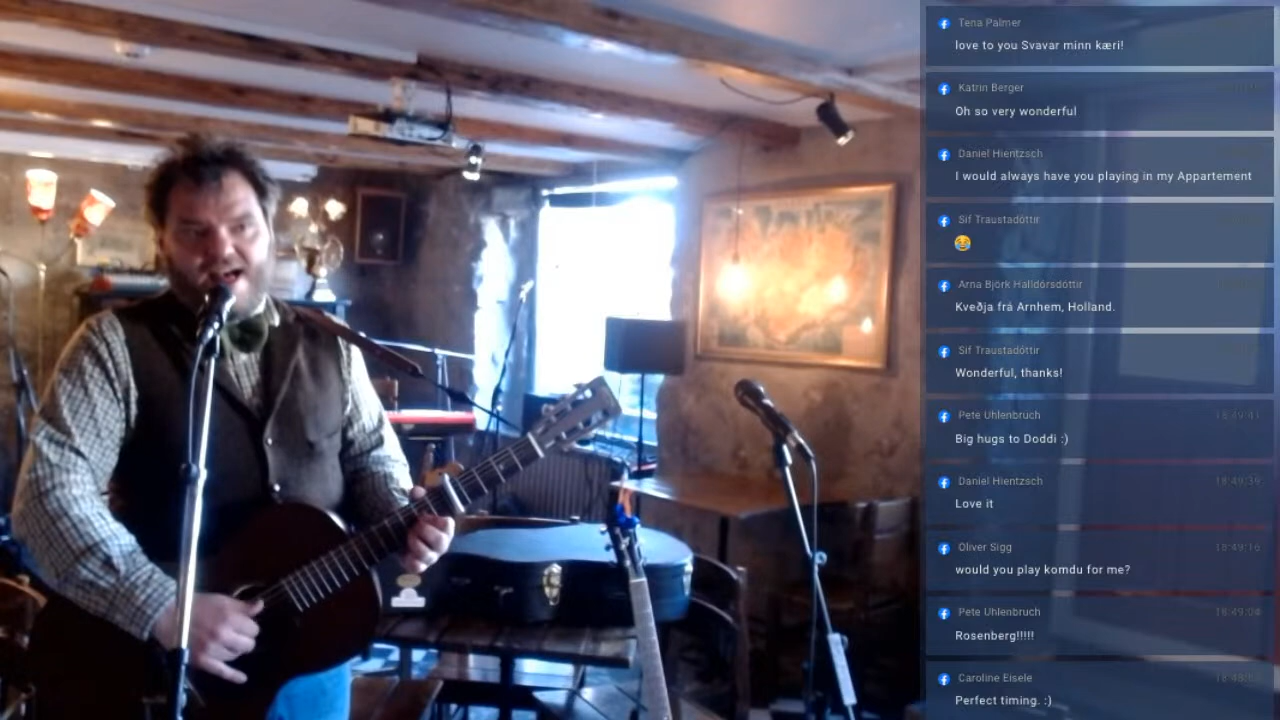 Tena Palmer
love to you Svavar minn kæri!
Katrin Berger
Oh so very wonderful
Daniel Hientzsch
I would always have you playing in my Appartement
Sif Traustadóttir
😂
Arna Björk Halldórsdóttir
Kveðja frá Arnhem, Holland.
Sif Traustadóttir
Wonderful, thanks!
Pete Uhlenbruch 18:49:41
Big hugs to Doddi :)
Daniel Hientzsch 18:49:39
Love it
Oliver Sigg 18:49:16
would you play komdu for me?
Pete Uhlenbruch 18:49:04
Rosenberg!!!!!
Caroline Eisele
Perfect timing. :)